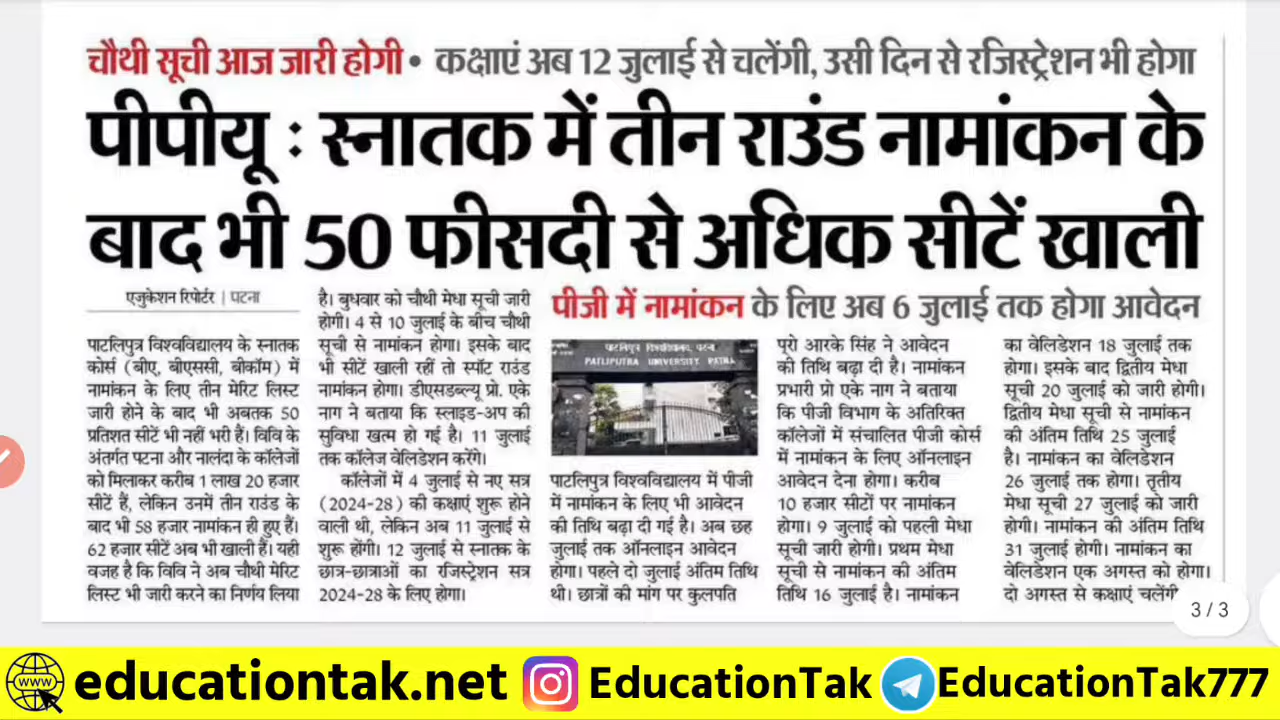 चौथी सूची आज जारी होगी • कक्षाएं अब 12 जुलाई से चलेंगी, उसी दिन से रजिस्ट्रेशन भी होगा
पीपीयू : स्नातक में तीन राउंड नामांकन के
बाद भी 50 फीसदी से अधिक सीटें खाली
एजुकेशन रिपोर्टर | पटना
पाटलिपुत्र विश्वविद्यालय के स्नातक
कोर्स (बीए, बीएससी, बीकॉम) में
नामांकन के लिए तीन मेरिट लिस्ट
जारी होने के बाद भी अबतक 50
प्रतिशत सीटें भी नहीं भरी हैं। विवि के
अंतर्गत पटना और नालंदा के कॉलेजों
को मिलाकर करीब 1 लाख 20 हजार
सीटें हैं, लेकिन उनमें तीन राउंड के
बाद भी 58 हजार नामांकन ही हुए हैं।
62 हजार सीटें अब भी खाली हैं। यही
वजह है कि विवि ने अब चौथी मेरिट
लिस्ट भी जारी करने का निर्णय लिया
है। बुधवार को चौथी मेधा सूची जारी
होगी। 4 से 10 जुलाई के बीच चौथी
सूची से नामांकन होगा। इसके बाद
भी सीटें खाली रहीं तो स्पॉट राउंड
नामांकन होगा। डीएसडब्ल्यू प्रो. एके
नाग ने बताया कि स्लाइड-अप की
सुविधा खत्म हो गई है। 11 जुलाई
तक कॉलेज वेलिडेशन करेंगे।
कॉलेजों में 4 जुलाई से नए सत्र
(2024-28) की कक्षाएं शुरू होने
वाली थी, लेकिन अब 11 जुलाई से
शुरू होंगी। 12 जुलाई से स्नातक के
छात्र-छात्राओं का रजिस्ट्रेशन सत्र
2024-28 के लिए होगा।
पीजी में नामांकन के लिए अब 6 जुलाई तक होगा आवेदन
पाटलिपुत्र विश्वविद्यालय, पटना
PATLIPUTRA UNIVERSITY PATNA
पाटलिपुत्र विश्वविद्यालय में पीजी
में नामांकन के लिए भी आवेदन
की तिथि बढ़ा दी गई है। अब छह
जुलाई तक ऑनलाइन आवेदन
होगा। पहले दो जुलाई अंतिम तिथि
थी। छात्रों की मांग पर कुलपति
प्रो आरके सिंह ने आवेदन
की तिथि बढ़ा दी है। नामांकन
प्रभारी प्रो एके नाग ने बताया
कि पीजी विभाग के अतिरिक्त
कॉलेजों में संचालित पीजी कोर्स
में नामांकन के लिए ऑनलाइन
आवेदन देना होगा। करीब
10 हजार सीटों पर नामांकन
होगा। 9 जुलाई को पहली मेधा
सूची जारी होगी। प्रथम मेधा
सूची से नामांकन की अंतिम
तिथि 16 जुलाई है। नामांकन
का वेलिडेशन 18 जुलाई तक
होगा। इसके बाद द्वितीय मेधा
सूची 20 जुलाई को जारी होगी।
द्वितीय मेधा सूची से नामांकन
की अंतिम तिथि 25 जुलाई
है। नामांकन का वेलिडेशन
26 जुलाई तक होगा। तृतीय
मेधा सूची 27 जुलाई को जारी
होगी। नामांकन की अंतिम तिथि
31 जुलाई होगी। नामांकन का
वेलिडेशन एक अगस्त को होगा।
दो अगस्त से कक्षाएं चलेंगी
3 / 3
www
educationtak.net EducationTak EducationTak777